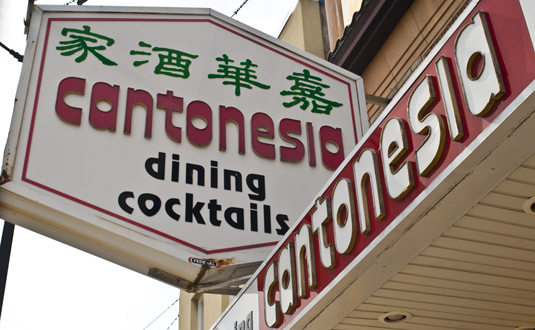 家酒華嘉
cantonesia
dining
cocktails
cantonesia